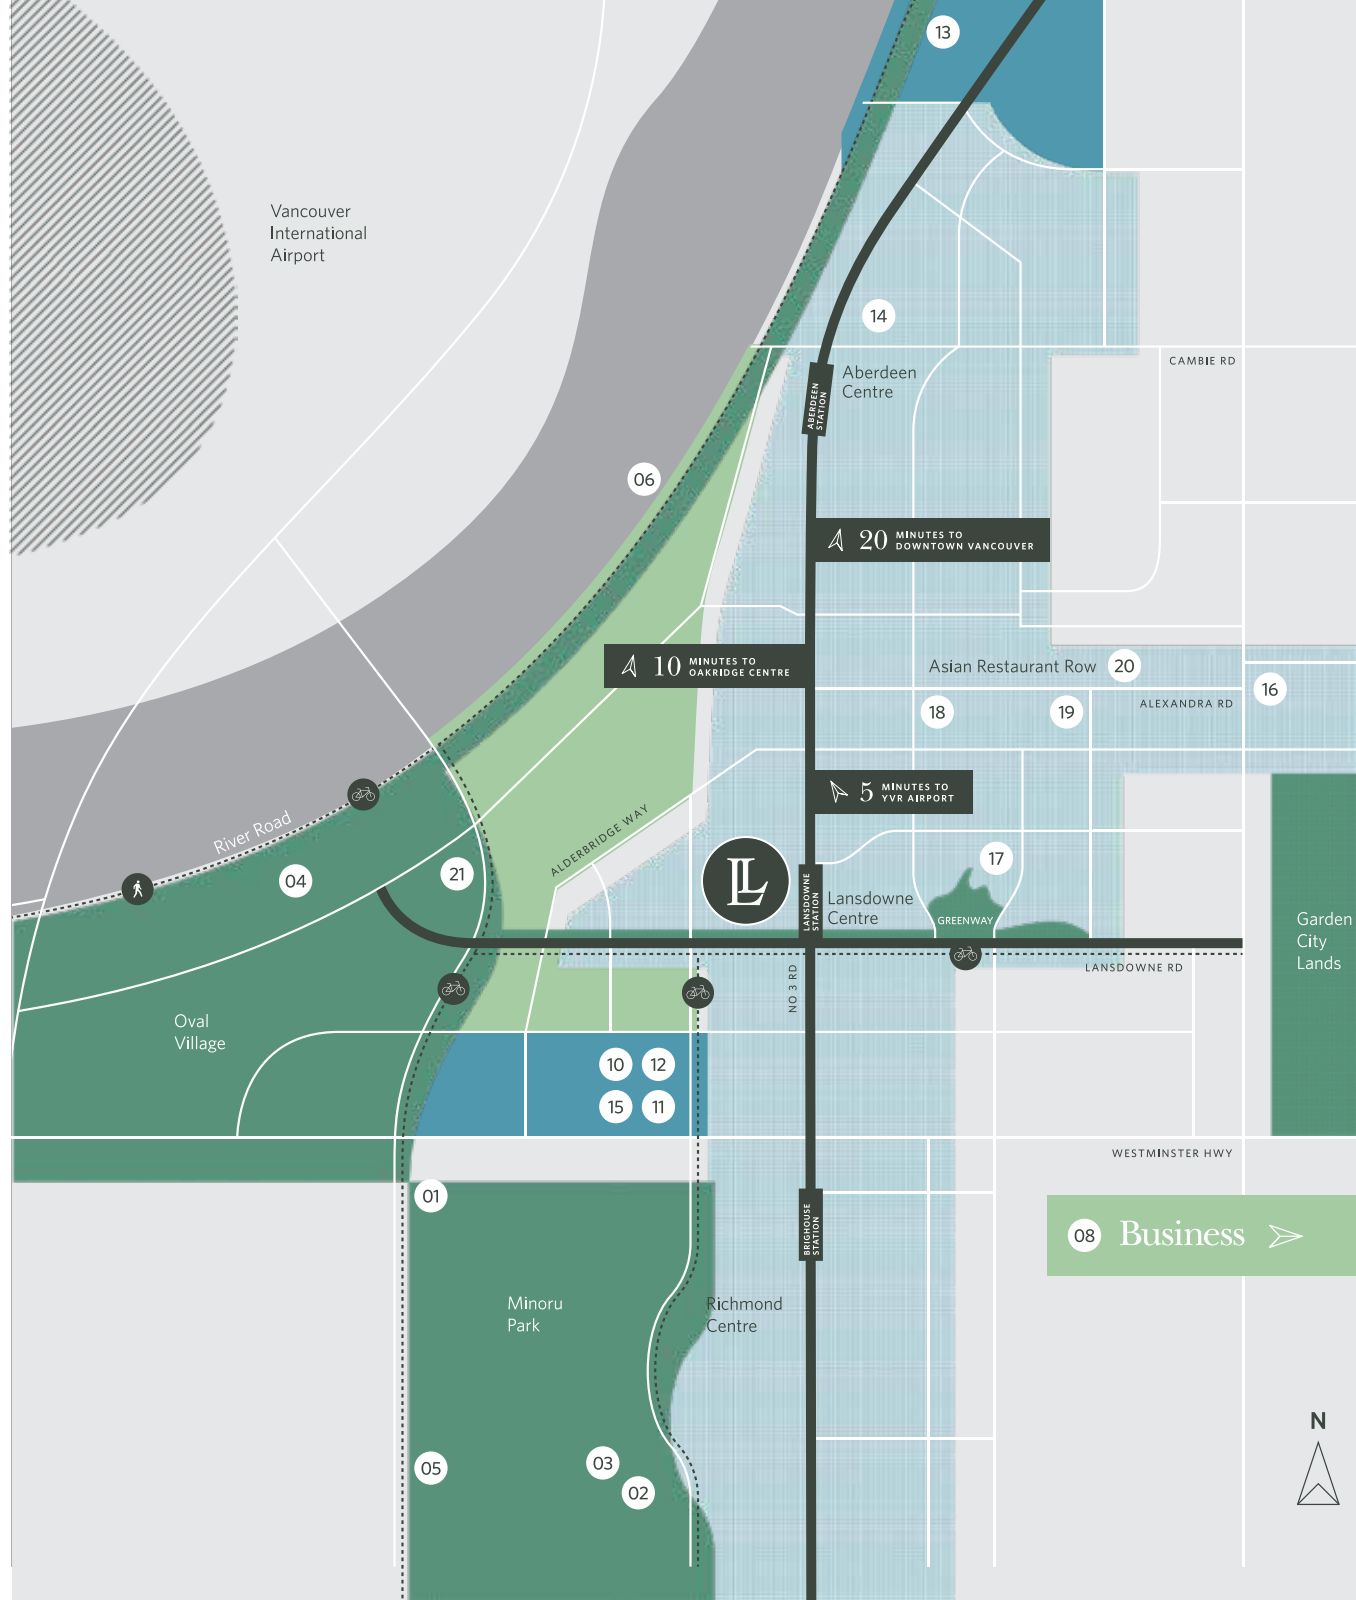 13
Vancouver
International
Airport
14
CAMBIE RD
Aberdeen
Centre
ABERDEEN
STATION
06
20 MINUTES TO
DOWNTOWN VANCOUVER
10 MINUTES TO
OAKRIDGE CENTRE
Asian Restaurant Row
20
16
ALEXANDRA RD
18
19
5 MINUTES TO
YVR AIRPORT
River Road
ALDERBRIDGE WAY
17
04
21
LL
LANSDOWNE
STATION
Lansdowne
Centre
GREENWAY
Garden
City
Lands
LANSDOWNE RD
NO 3 RD
Oval
Village
10
12
15
11
WESTMINSTER HWY
01
BRIGHOUSE
STATION
08 Business
Minoru
Park
Richmond
Centre
N
05
03
02